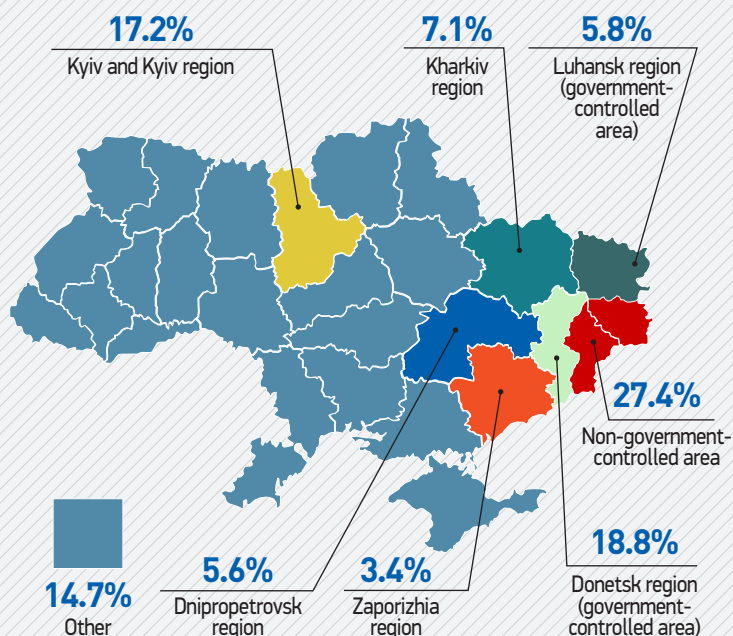 17.2%
Kyiv and Kyiv region
7.1%
Kharkiv
region
5.8%
Luhansk region
(government-
controlled
area)
27.4%
Non-government-
controlled area
18.8%
Donetsk region
(government-
controlled area)
3.4%
Zaporizhia
region
5.6%
Dnipropetrovsk
region
14.7%
Other